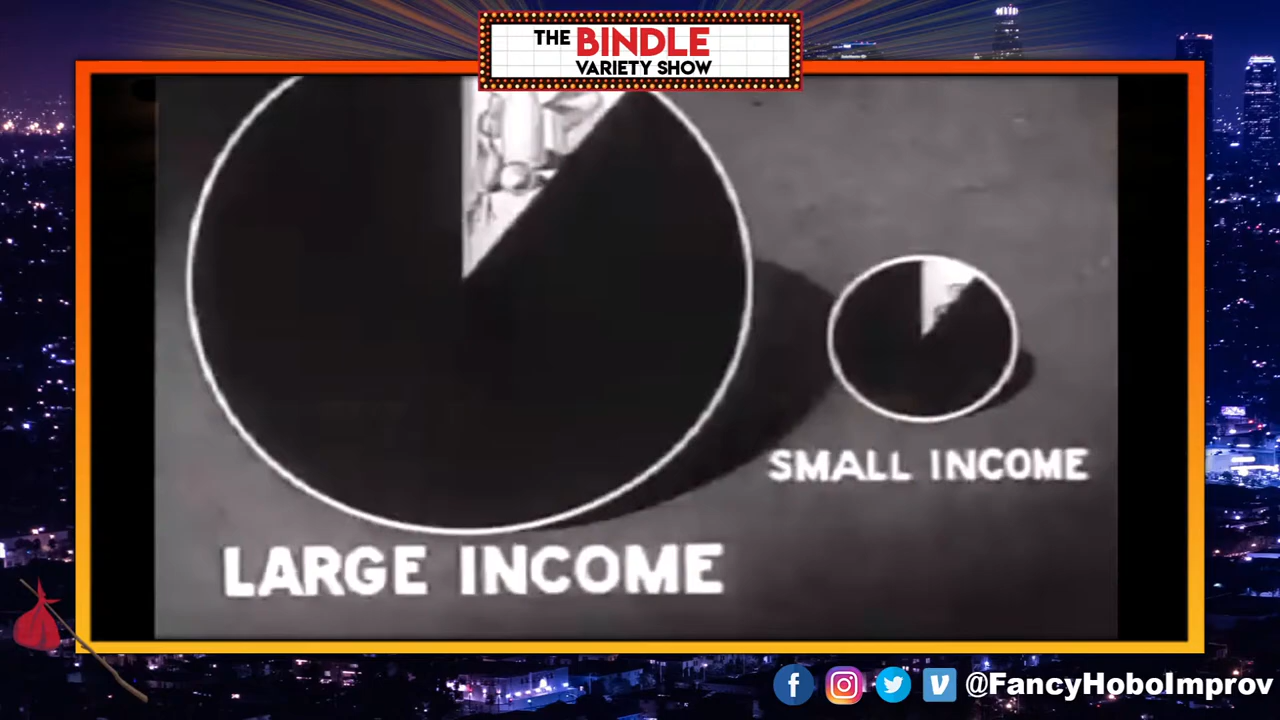 THE BINDLE
VARIETY SHOW
SMALL INCOME
LARGE INCOME
@FancyHoboImprov